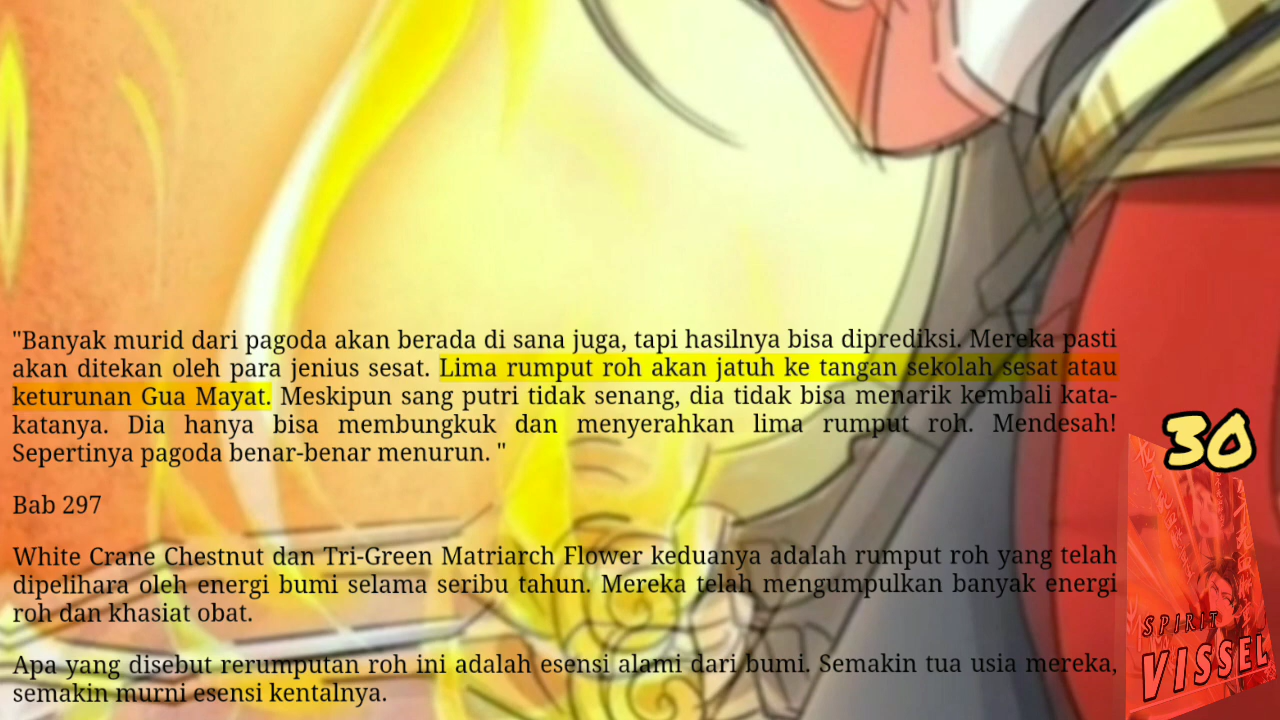 "Banyak murid dari pagoda akan berada di sana juga, tapi hasilnya bisa diprediksi. Mereka pasti
akan ditekan oleh para jenius sesat. Lima rumput roh akan jatuh ke tangan sekolah sesat atau
keturunan Gua Mayat. Meskipun sang putri tidak senang, dia tidak bisa menarik kembali kata-
katanya. Dia hanya bisa membungkuk dan menyerahkan lima rumput roh. Mendesah!
Sepertinya pagoda benar-benar menurun. "
Bab 297
White Crane Chestnut dan Tri-Green Matriarch Flower keduanya adalah rumput roh yang telah
dipelihara oleh energi bumi selama seribu tahun. Mereka telah mengumpulkan banyak energi
roh dan khasiat obat.
Apa yang disebut rerumputan roh ini adalah esensi alami dari bumi. Semakin tua usia mereka,
semakin murni esensi kentalnya.
30
SPIRIT
VISSEL